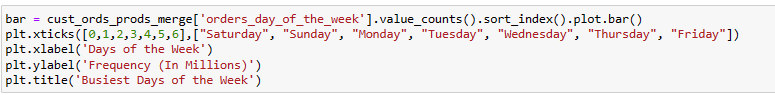 bar = cust_ords_prods_merge['orders_day_of_the_week'].value_counts().sort_index().plot.bar()
plt.xticks([0,1,2,3,4,5,6],["Saturday", "Sunday", "Monday", "Tuesday", "Wednesday", "Thursday", "Friday"])
plt.xlabel('Days of the Week')
plt.ylabel('Frequency (In Millions)')
plt.title('Busiest Days of the Week')